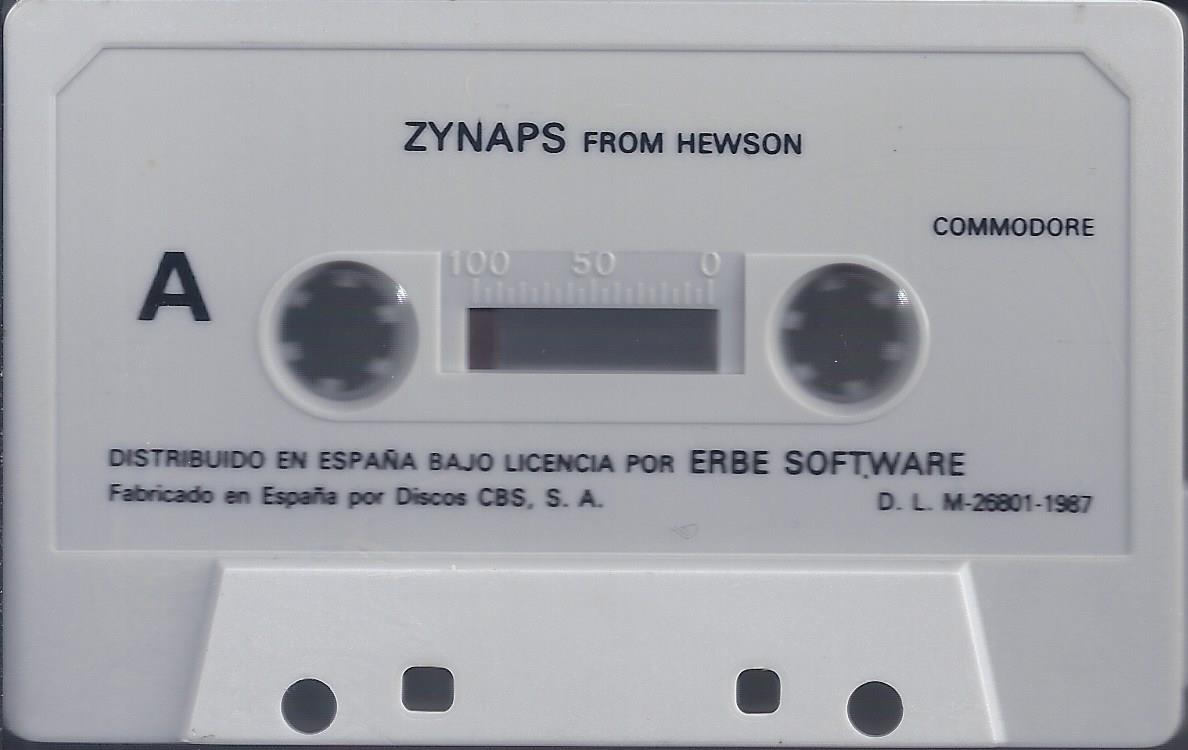 ZYNAPS FROM HEWSON
COMMODORE
A
100 50 0
DISTRIBUIDO EN ESPAÑA BAJO LICENCIA POR ERBE SOFTWARE
Fabricado en España por Discos CBS, S. A.
D. L. M-26801-1987